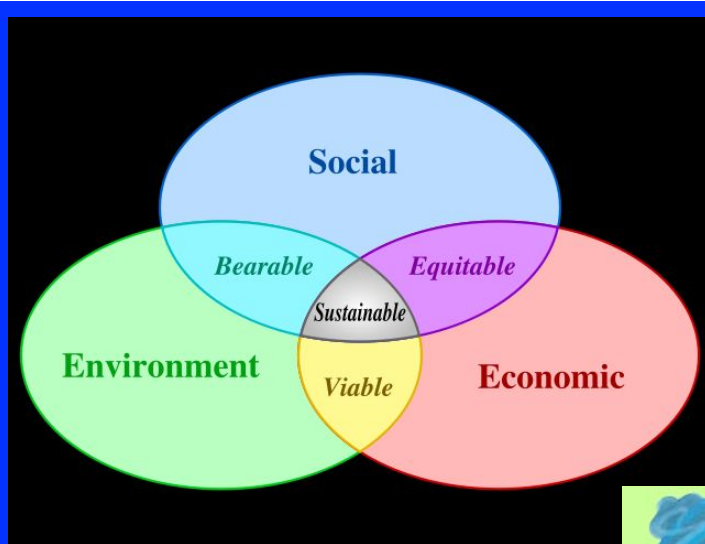 Social
Bearable
Equitable
Sustainable
Environment
Viable
Economic